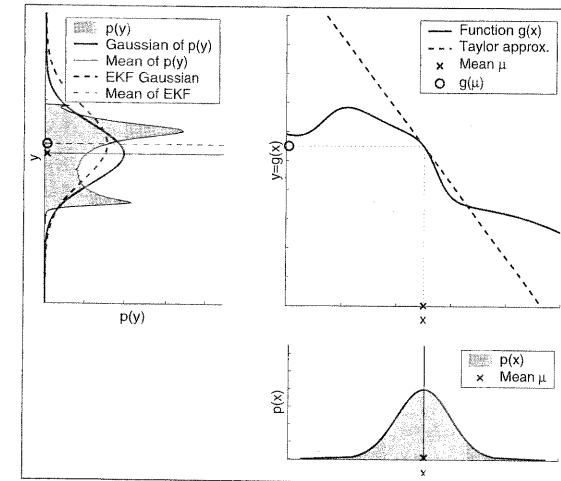 p(y)
Gaussian of p(y)
Mean of p(y)
EKF Gaussian
Mean of EKF
y
p(y)
Function g(x)
Taylor approx.
Mean μ
g(μ)
y=g(x)
x
p(x)
Mean μ
p(x)
x